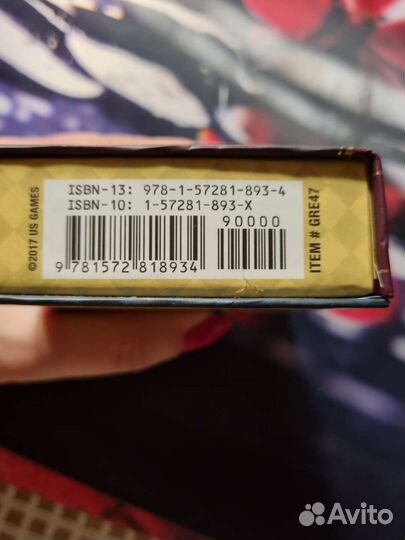 ISBN-13: 978-1-57281-893-4
ISBN-10: 1-57281-893-X
90000
9 781572 818934
©2017 US GAMES
ITEM # GRE47
Avito